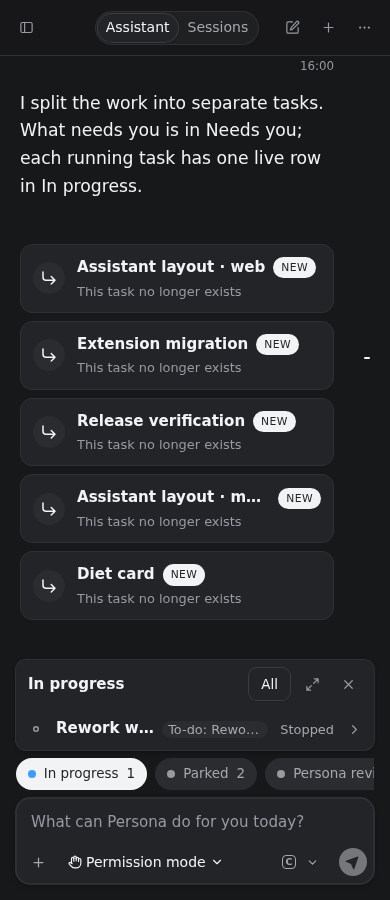 Assistant
Sessions
16:00
I split the work into separate tasks.
What needs you is in Needs you;
each running task has one live row
in In progress.
Assistant layout · web NEW
This task no longer exists
Extension migration NEW
This task no longer exists
Release verification NEW
This task no longer exists
Assistant layout · m… NEW
This task no longer exists
Diet card NEW
This task no longer exists
In progress All
Rework w… To-do: Rewo… Stopped
In progress 1 Parked 2 Persona revi
What can Persona do for you today?
Permission mode C